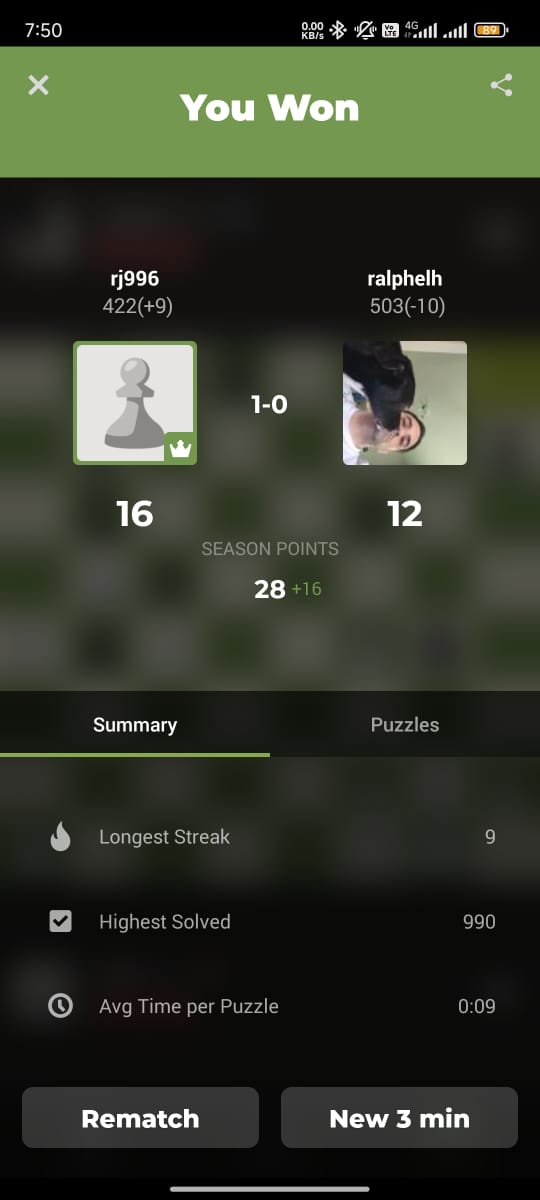 7:50
0.00
KB/s
Vo
LTE
4G
89
You Won
rj996
422(+9)
ralphelh
503(-10)
1-0
16
12
SEASON POINTS
28 +16
Summary
Puzzles
Longest Streak
9
Highest Solved
990
Avg Time per Puzzle
0:09
Rematch
New 3 min